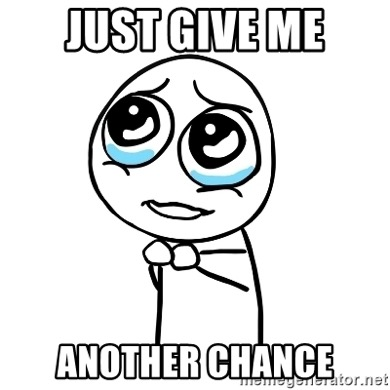 JUST GIVE ME
ANOTHER CHANCE
memegenerator.net